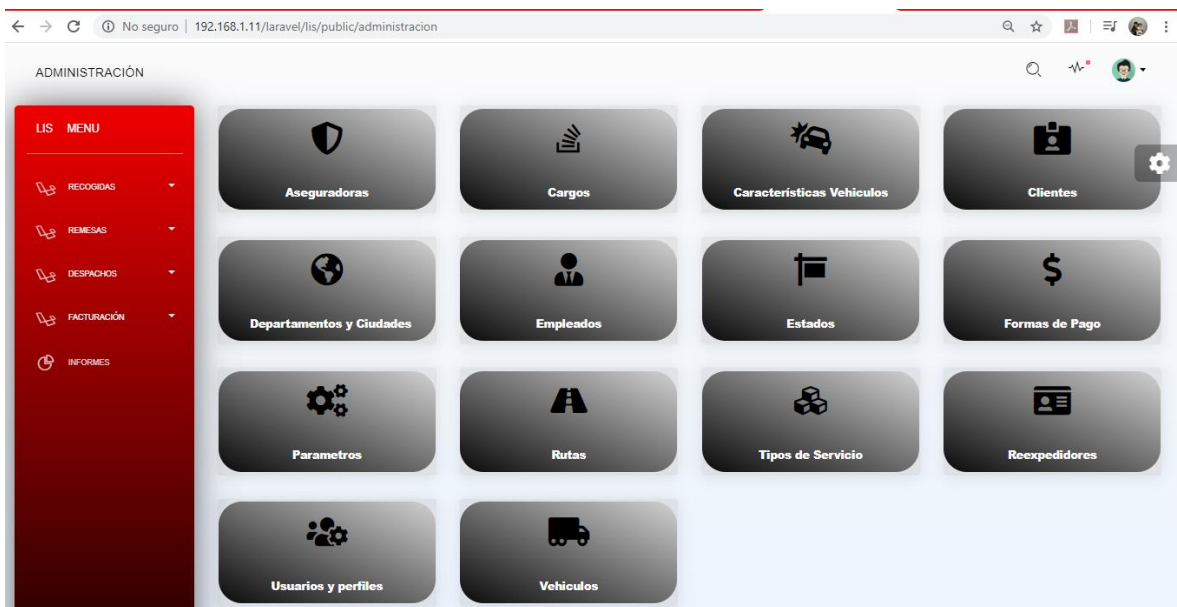 No seguro | 192.168.1.11/laravel/lis/public/administracion
ADMINISTRACIÓN
LIS MENU
RECOGIDAS
REMESAS
DESPACHOS
FACTURACIÓN
INFORMES
Aseguradoras
Cargos
Características Vehiculos
Clientes
Departamentos y Ciudades
Empleados
Estados
Formas de Pago
Parametros
Rutas
Tipos de Servicio
Reexpedidores
Usuarios y perfiles
Vehiculos